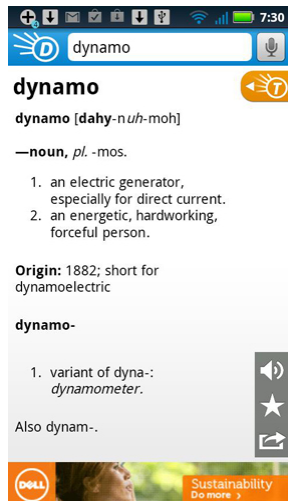 7:30
D dynamo
dynamo
T
dynamo [dahy-nuh-moh]
—noun, pl. -mos.
1. an electric generator,
especially for direct current.
2. an energetic, hardworking,
forceful person.
Origin: 1882; short for
dynamoelectric
dynamo-
1. variant of dyna-:
dynamometer.
Also dynam-.
DELL
Sustainability
Do more >